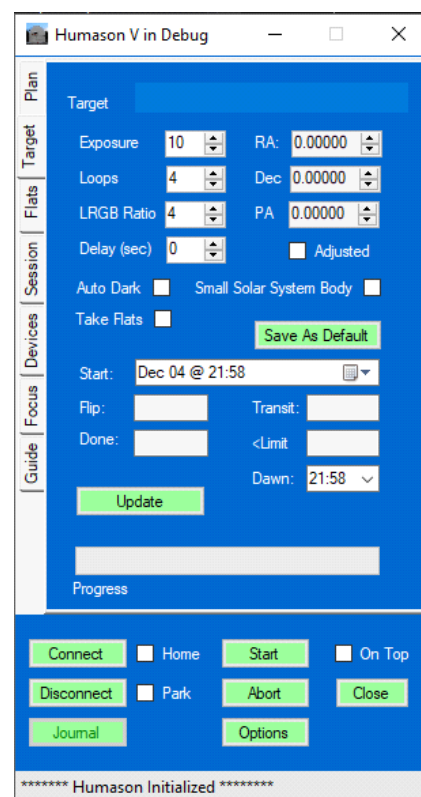 Humason V in Debug
Plan
Target
Flats
Session
Devices
Focus
Guide
Target
Exposure 10 RA: 0.00000
Loops 4 Dec 0.00000
LRGB Ratio 4 PA 0.00000
Delay (sec) 0 Adjusted
Auto Dark Small Solar System Body
Take Flats
Save As Default
Start: Dec 04 @ 21:58
Flip: Transit:
Done: <Limit
Dawn: 21:58
Update
Progress
Connect Home Start On Top
Disconnect Park Abort Close
Journal Options
******* Humason Initialized ********